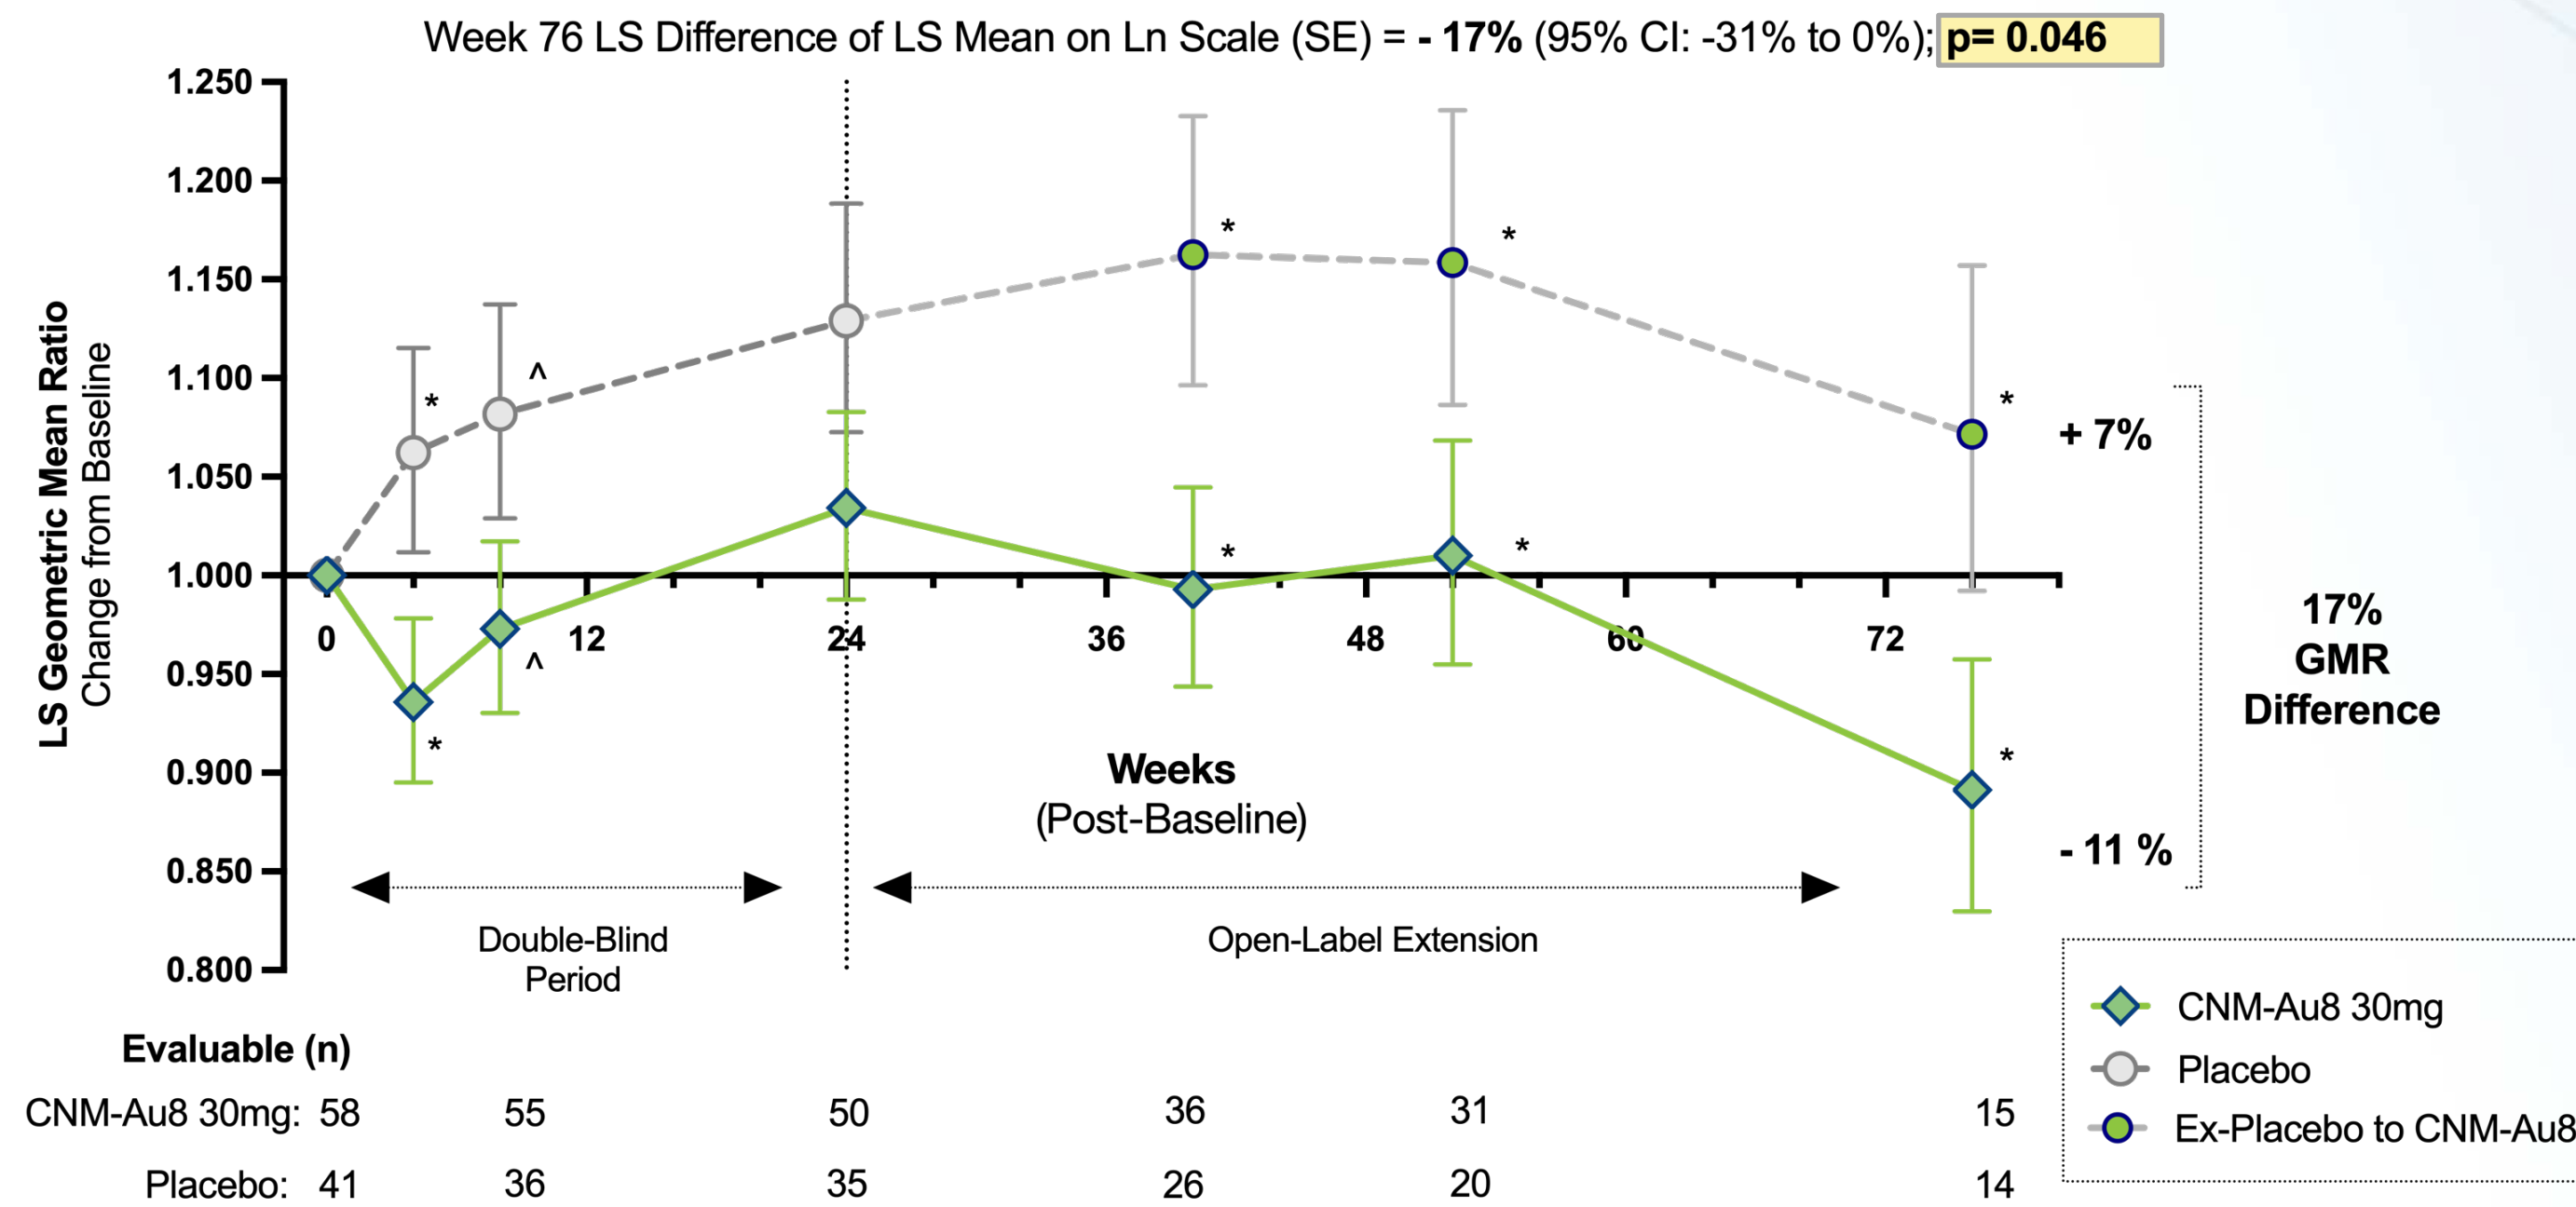 Week 76 LS Difference of LS Mean on Ln Scale (SE) = - 17% (95% CI: -31% to 0%); p= 0.046
LS Geometric Mean Ratio
Change from Baseline
1.250
1.200
1.150
1.100
1.050
1.000
0.950
0.900
0.850
0.800
* ^ * * *
^ * * * *
0 12 24 36 48 60 72
Weeks
(Post-Baseline)
+ 7%
- 11 %
17%
GMR
Difference
Double-Blind
Period
Open-Label Extension
Evaluable (n)
CNM-Au8 30mg: 58 55 50 36 31 15
Placebo: 41 36 35 26 20 14
CNM-Au8 30mg
Placebo
Ex-Placebo to CNM-Au8